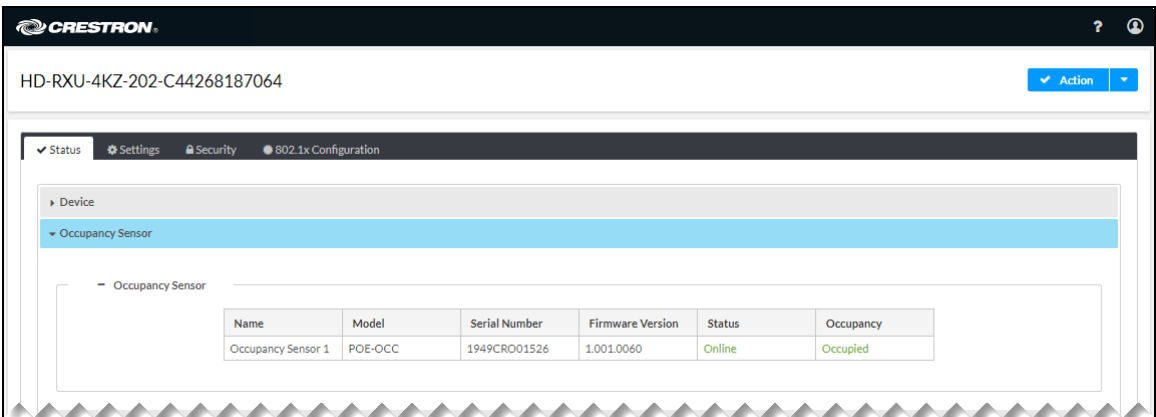 CRESTRON®
?
HD-RXU-4KZ-202-C44268187064
Action
Status Settings Security 802.1x Configuration
Device
Occupancy Sensor
Occupancy Sensor
Name Model Serial Number Firmware Version Status Occupancy
Occupancy Sensor 1 POE-OCC 1949CRO01526 1.001.0060 Online Occupied